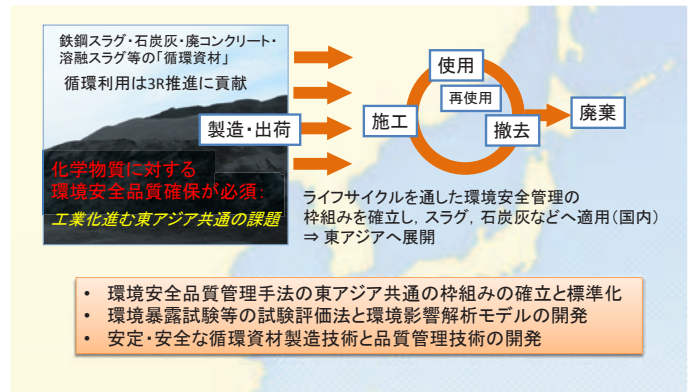 鉄鋼スラグ・石炭灰・廃コンクリート・
溶融スラグ等の「循環資材」
循環利用は3R推進に貢献
製造・出荷
化学物質に対する
環境安全品質確保が必須:
工業化進む東アジア共通の課題
施工
使用
再使用
撤去
廃棄
ライフサイクルを通した環境安全管理の
枠組みを確立し，スラグ，石炭灰などへ適用（国内）
⇒ 東アジアへ展開
• 環境安全品質管理手法の東アジア共通の枠組みの確立と標準化
• 環境暴露試験等の試験評価法と環境影響解析モデルの開発
• 安定・安全な循環資材製造技術と品質管理技術の開発